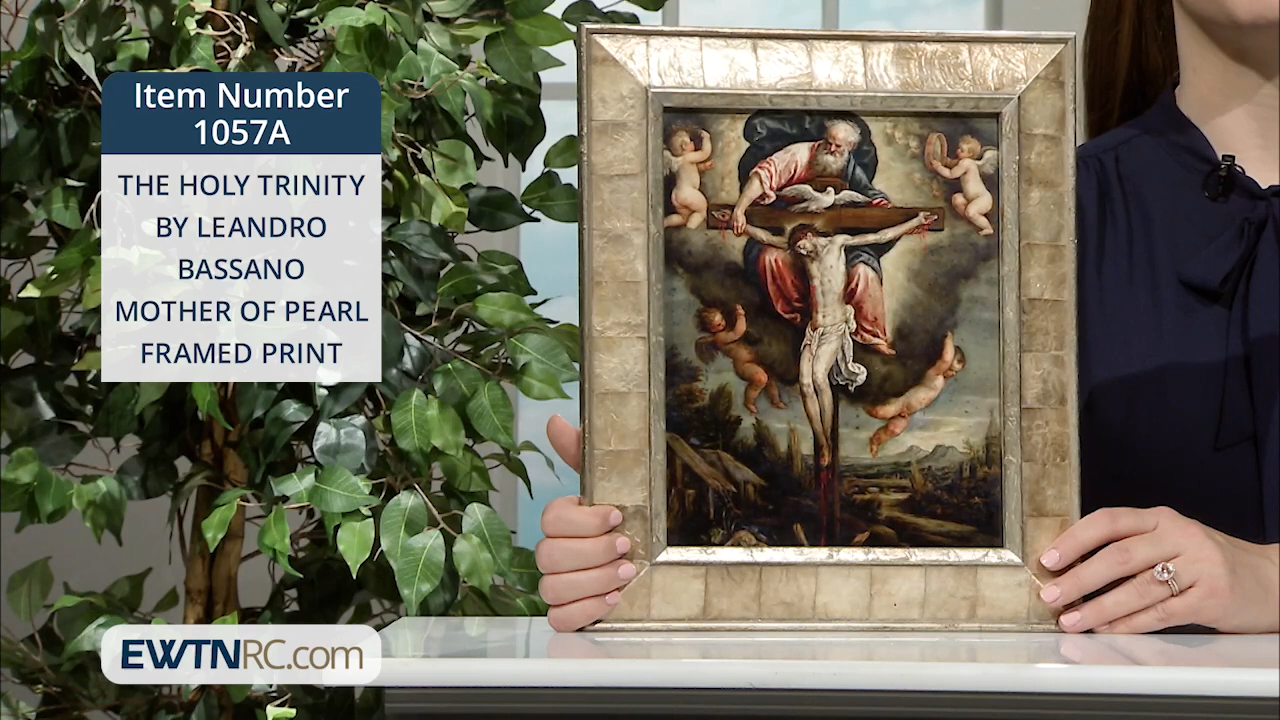 Item Number
1057A
THE HOLY TRINITY
BY LEANDRO
BASSANO
MOTHER OF PEARL
FRAMED PRINT
EWTNRC.com